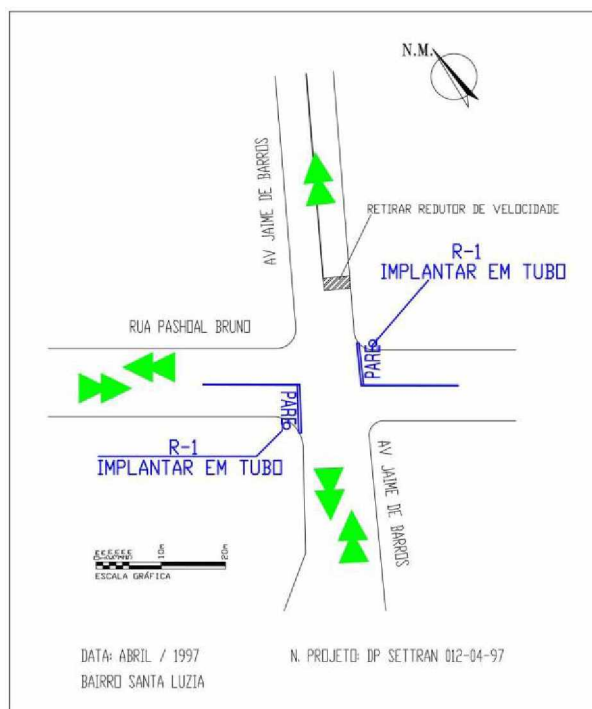 N.M.
AV JAIME DE BARROS
RETIRAR REDUTOR DE VELOCIDADE
R-1
IMPLANTAR EM TUBO
RUA PASHOAL BRUNO
PARE
PARE
R-1
IMPLANTAR EM TUBO
AV JAIME DE BARROS
10m
20m
ESCALA GRÁFICA
DATA: ABRIL / 1997
N. PROJETO: DP SETTRAN 012-04-97
BAIRRO SANTA LUZIA